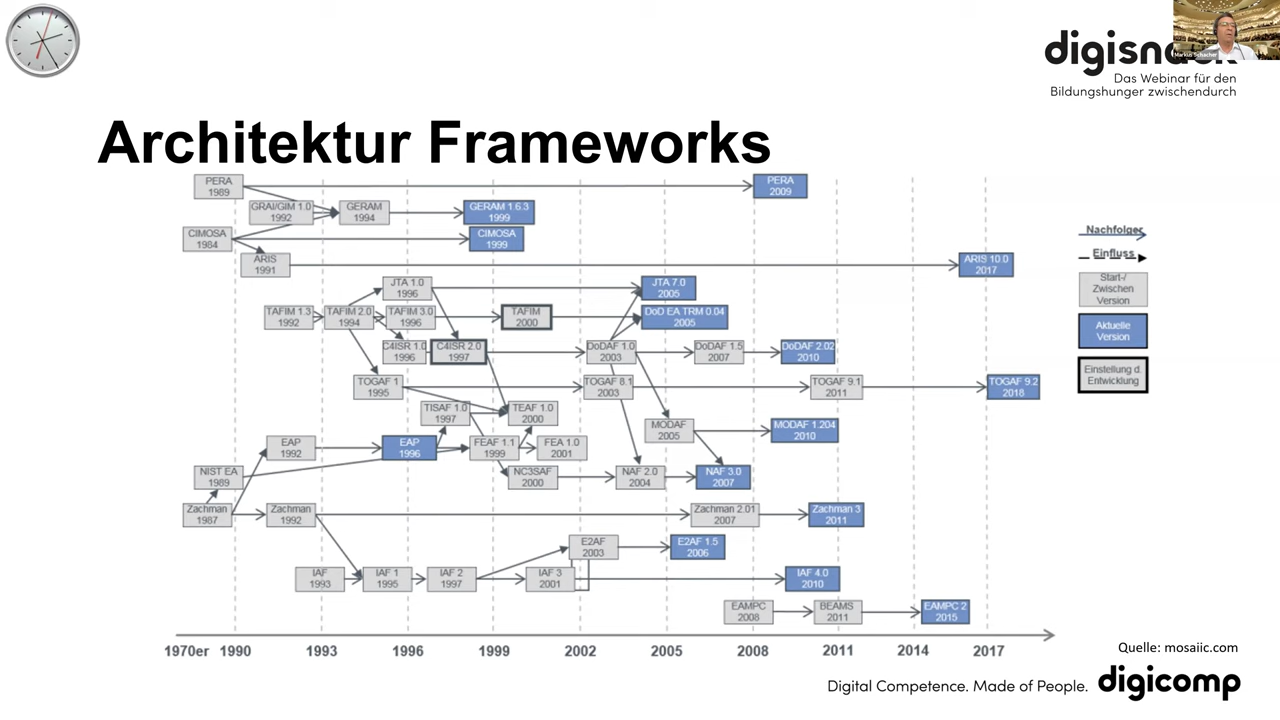 digisnack
Markus Schacher
Das Webinar für den
Bildungshunger zwischendurch
Architektur Frameworks
PERA
1989
PERA
2009
GRAI/GIM 1.0
1992
GERAM
1994
GERAM 1.6.3
1999
CIMOSA
1984
CIMOSA
1999
ARIS
1991
ARIS 10.0
2017
JTA 1.0
1996
JTA 7.0
2005
TAFIM 1.3
1992
TAFIM 2.0
1994
TAFIM 3.0
1996
TAFIM
2000
DoD EA TRM 0.04
2005
C4ISR 1.0
1996
C4ISR 2.0
1997
DoDAF 1.0
2003
DoDAF 1.5
2007
DoDAF 2.02
2010
TOGAF 1
1995
TOGAF 8.1
2003
TOGAF 9.1
2011
TOGAF 9.2
2018
TISAF 1.0
1997
TEAF 1.0
2000
MODAF
2005
MODAF 1.204
2010
EAP
1992
EAP
1996
FEAF 1.1
1999
FEA 1.0
2001
NIST EA
1989
NC3SAF
2000
NAF 2.0
2004
NAF 3.0
2007
Zachman
1987
Zachman
1992
Zachman 2.01
2007
Zachman 3
2011
E2AF
2003
E2AF 1.5
2006
IAF
1993
IAF 1
1995
IAF 2
1997
IAF 3
2001
IAF 4.0
2010
EAMPC
2008
BEAMS
2011
EAMPC 2
2015
Nachfolger
Einfluss
Start-/
Zwischen
Version
Aktuelle
Version
Einstellung d.
Entwicklung
1970er 1990 1993 1996 1999 2002 2005 2008 2011 2014 2017
Quelle: mosaiic.com
Digital Competence. Made of People. digicomp